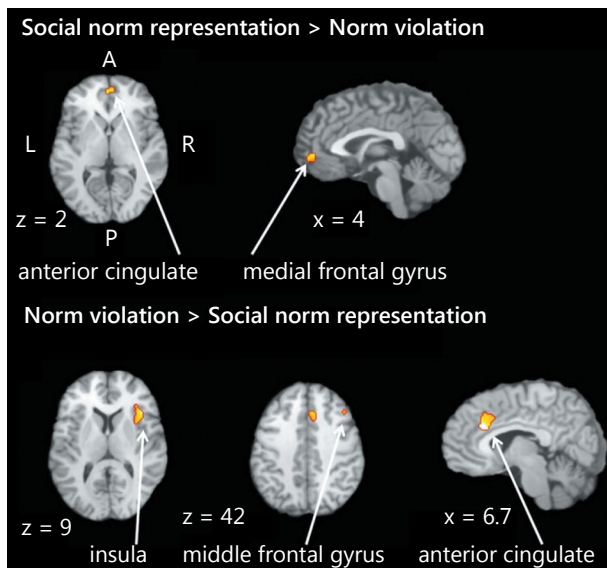 Social norm representation > Norm violation
A
L
R
z = 2
x = 4
P
anterior cingulate
medial frontal gyrus
Norm violation > Social norm representation
z = 9
z = 42
x = 6.7
insula
middle frontal gyrus
anterior cingulate